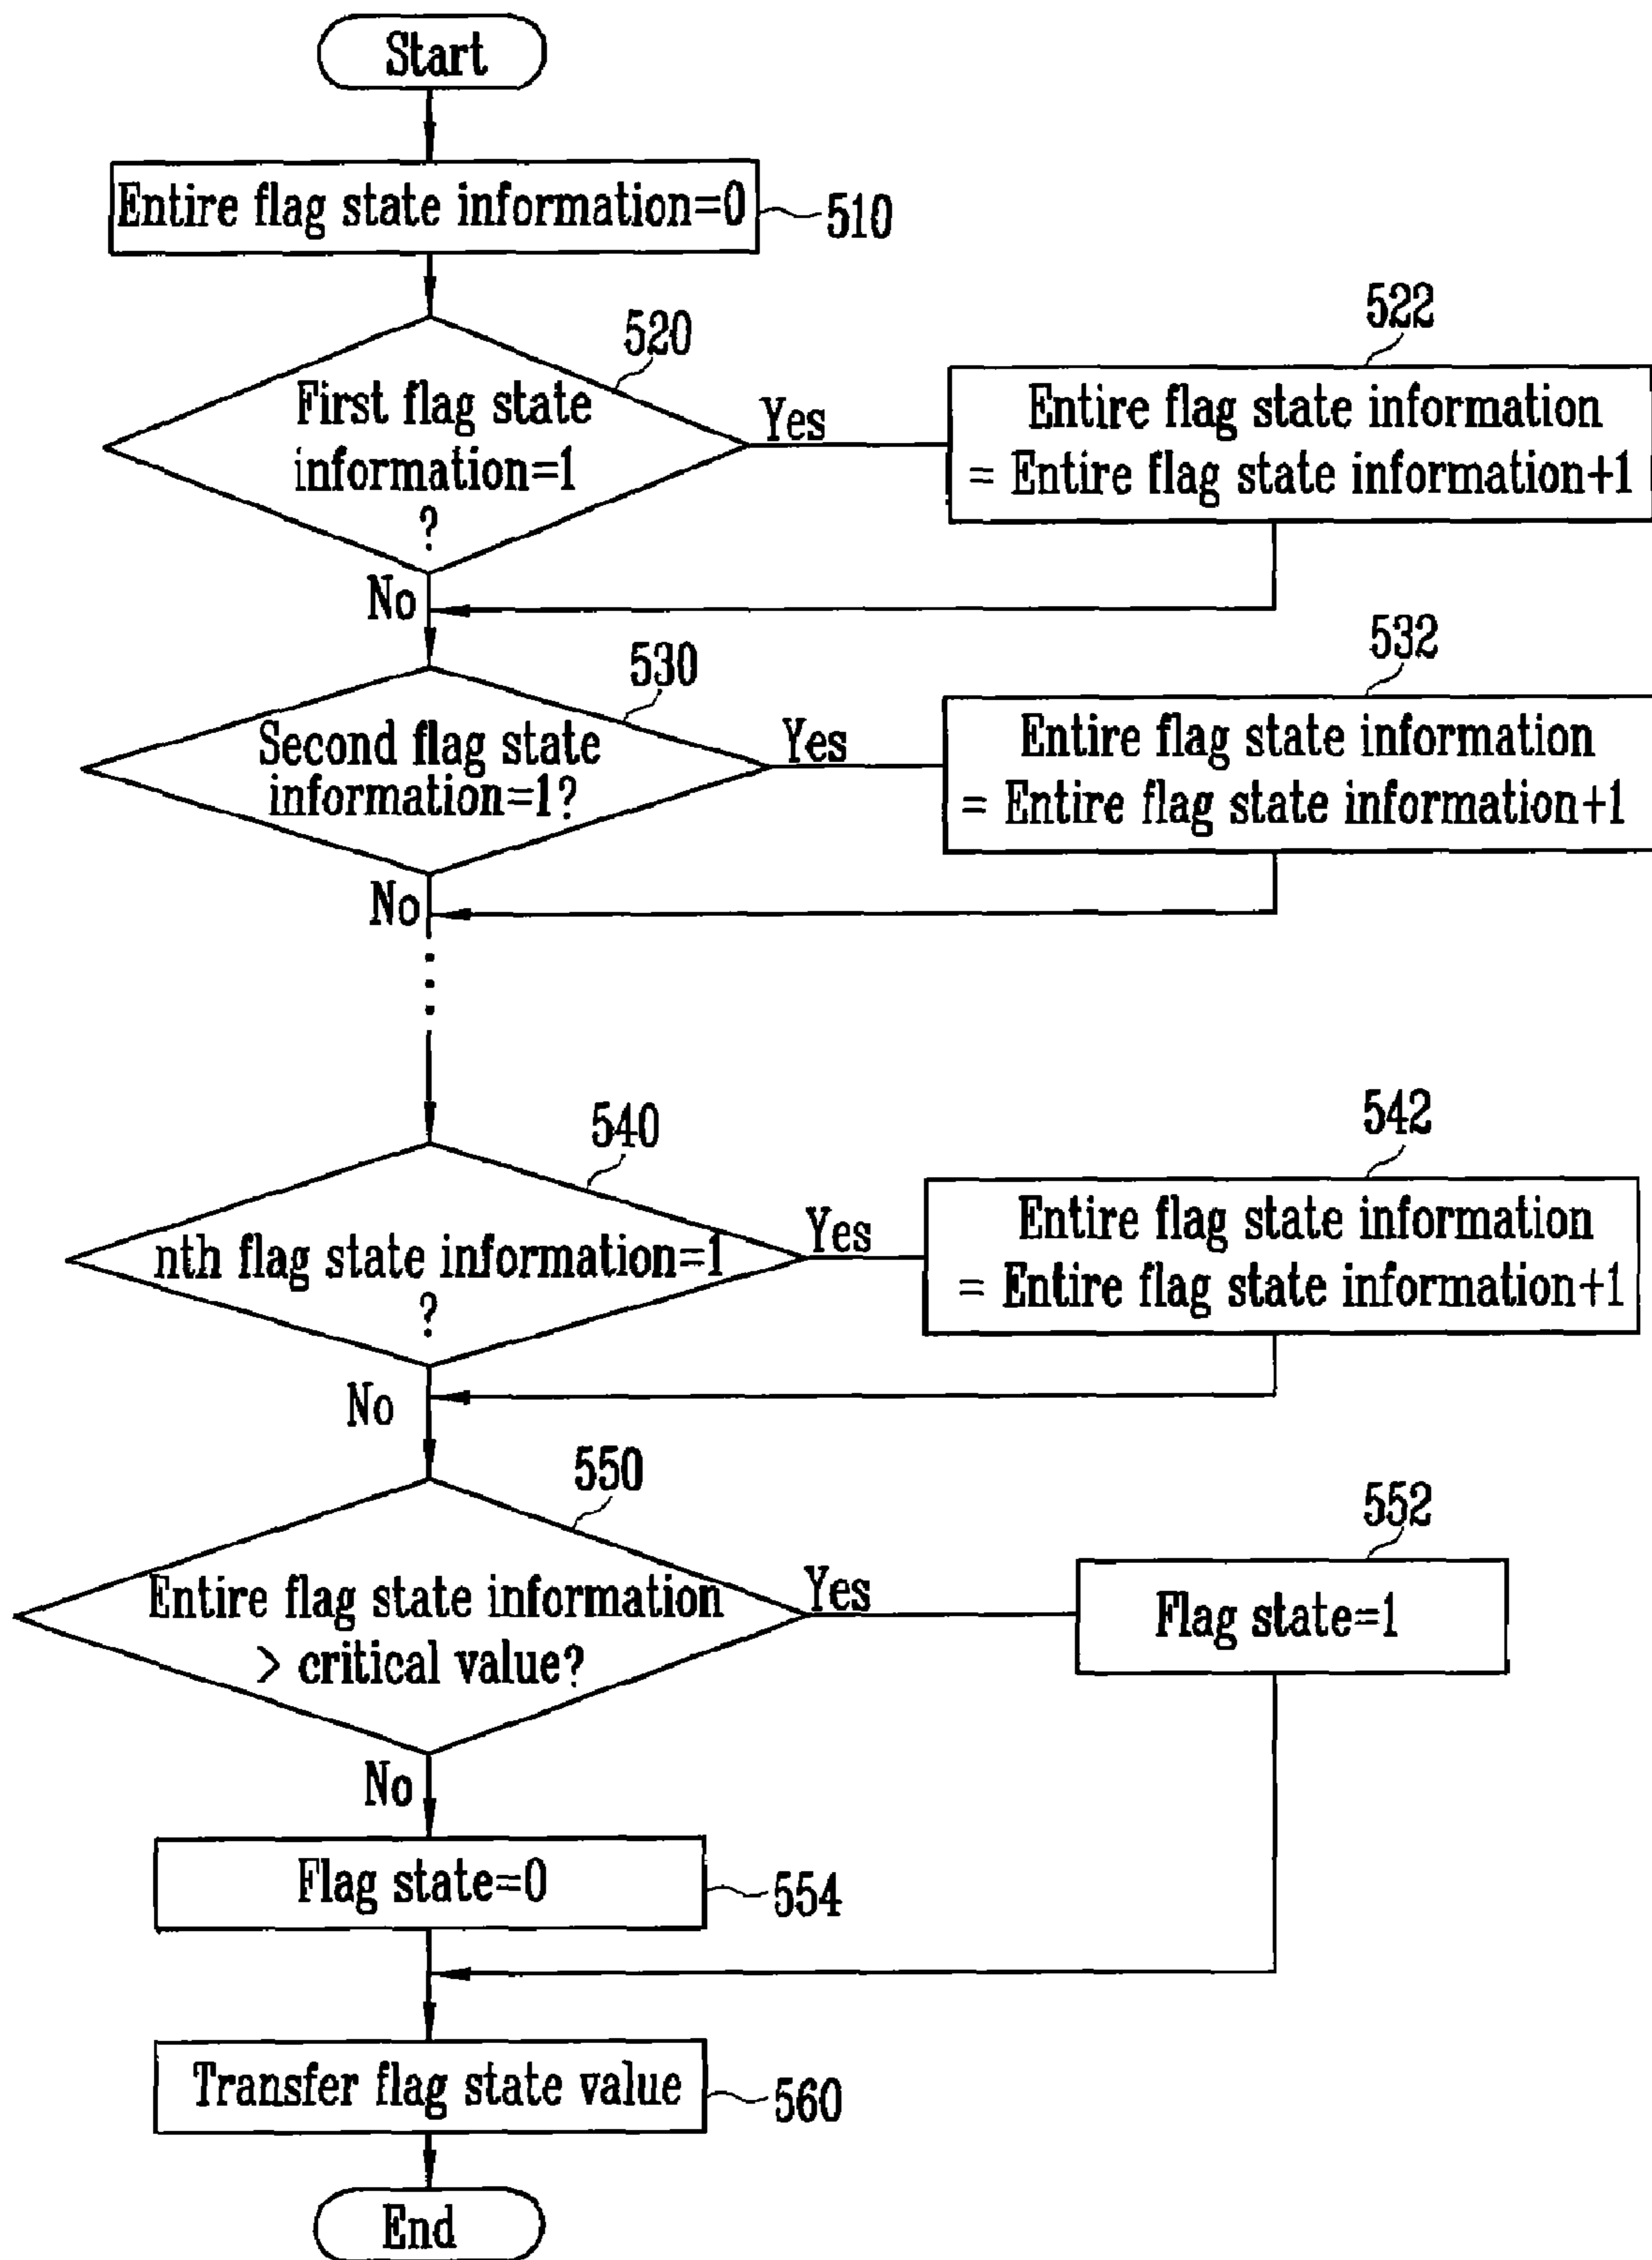 Start
Entire flag state information=0
510
520
First flag state
information=1
?
Yes
522
Entire flag state information
= Entire flag state information+1
No
530
Second flag state
information=1?
Yes
532
Entire flag state information
= Entire flag state information+1
No
540
nth flag state information=1
?
Yes
542
Entire flag state information
= Entire flag state information+1
No
550
Entire flag state information
> critical value?
Yes
552
Flag state=1
No
Flag state=0
554
Transfer flag state value
560
End